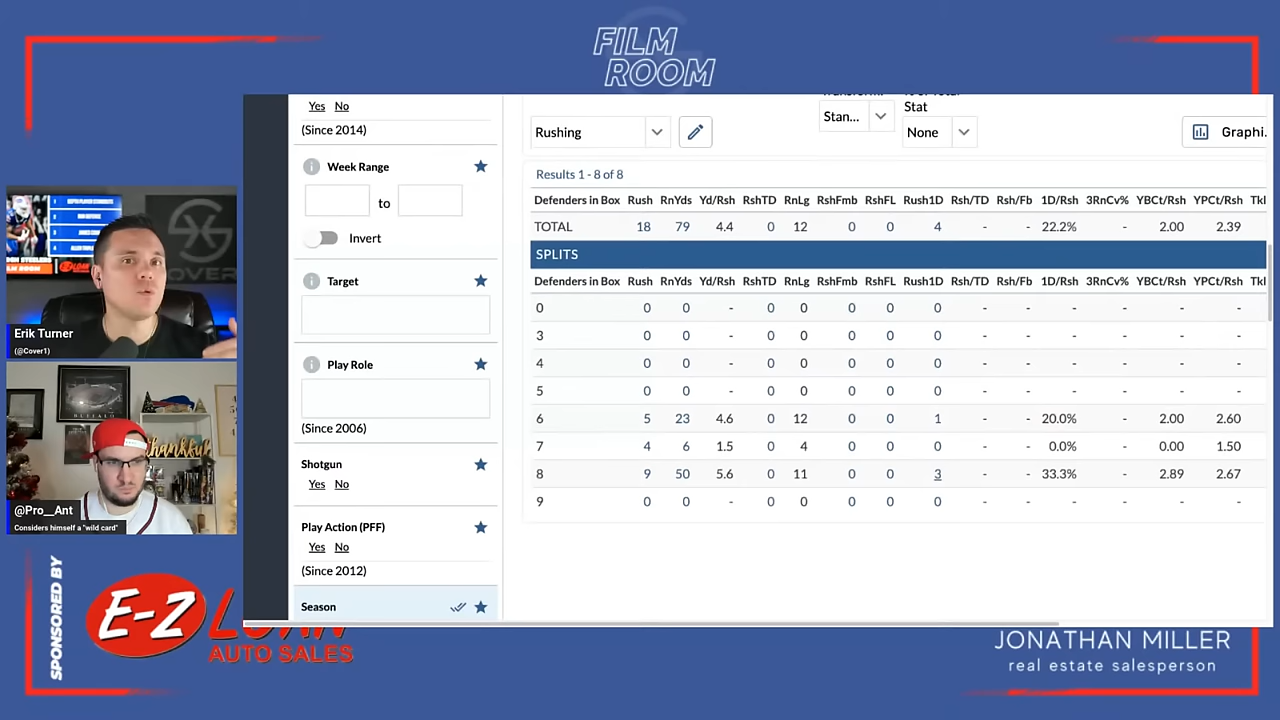 FILM
ROOM
Yes No
(Since 2014)
Week Range
to
Invert
Target
Play Role
(Since 2006)
Shotgun
Yes No
Play Action (PFF)
Yes No
(Since 2012)
Season
Stat
Rushing
Stan...
None
Graphi.
Results 1 - 8 of 8
Defenders in Box Rush RnYds Yd/Rsh RshTD RnLg RshFmb RshFL Rush1D Rsh/TD Rsh/Fb 1D/Rsh 3RnCv% YBCt/Rsh YPCt/Rsh Tkl
TOTAL 18 79 4.4 0 12 0 0 4 - - 22.2% - 2.00 2.39
SPLITS
Defenders in Box Rush RnYds Yd/Rsh RshTD RnLg RshFmb RshFL Rush1D Rsh/TD Rsh/Fb 1D/Rsh 3RnCv% YBCt/Rsh YPCt/Rsh Tkl
0 0 0 - 0 0 0 0 0 - - - - - -
3 0 0 - 0 0 0 0 0 - - - - - -
4 0 0 - 0 0 0 0 0 - - - - - -
5 0 0 - 0 0 0 0 0 - - - - - -
6 5 23 4.6 0 12 0 0 1 - - 20.0% - 2.00 2.60
7 4 6 1.5 0 4 0 0 0 - - 0.0% - 0.00 1.50
8 9 50 5.6 0 11 0 0 3 - - 33.3% - 2.89 2.67
9 0 0 - 0 0 0 0 0 - - - - - -
Erik Turner
(@Cover1)
@Pro__Ant
Considers himself a "wild card"
thankful
SPONSORED BY
E-Z LOAN
AUTO SALES
JONATHAN MILLER
real estate salesperson